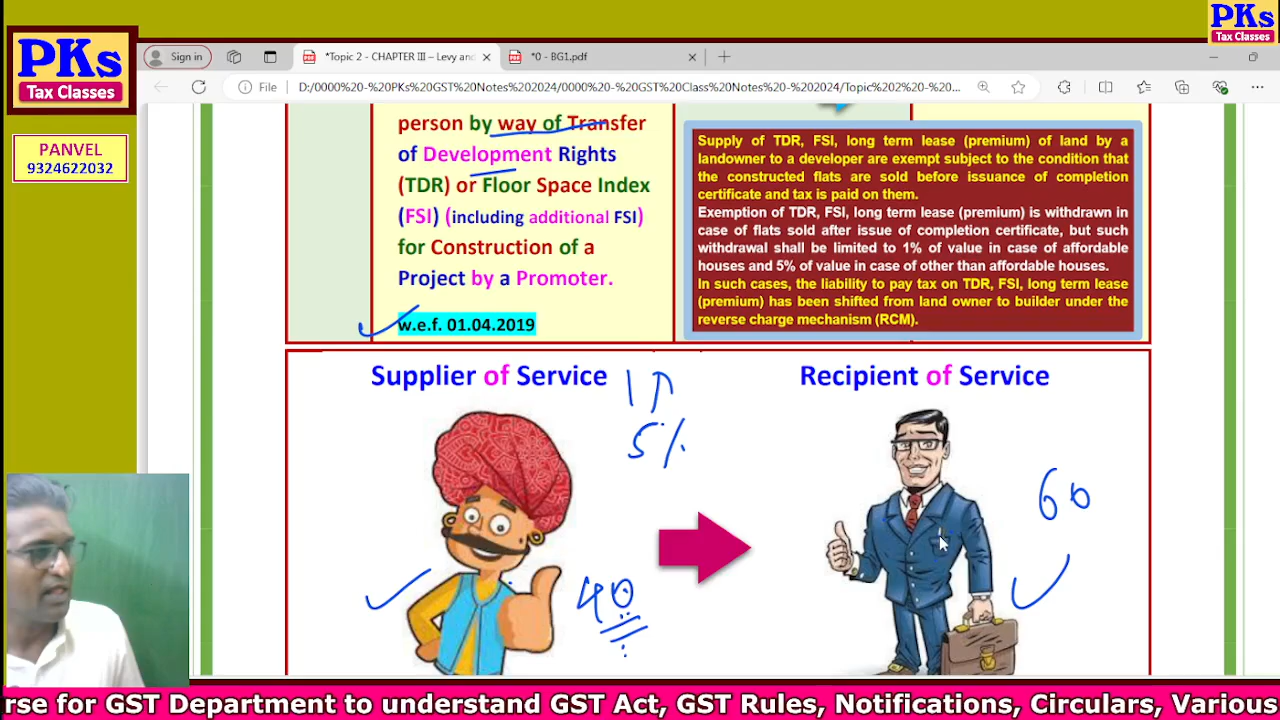 PKs
Tax Classes
PKs
Tax Classes
PANVEL
9324622032
Sign in
*Topic 2 - CHAPTER III – Levy and
*0 - BG1.pdf
File
D:/0000%20-%20PKs%20GST%20Notes%202024/0000%20-%20GST%20Class%20Notes%20-%202024/Topic%202%20-%20...
person by way of Transfer
of Development Rights
(TDR) or Floor Space Index
(FSI) (including additional FSI)
for Construction of a
Project by a Promoter.
w.e.f. 01.04.2019
Supply of TDR, FSI, long term lease (premium) of land by a
landowner to a developer are exempt subject to the condition that
the constructed flats are sold before issuance of completion
certificate and tax is paid on them.
Exemption of TDR, FSI, long term lease (premium) is withdrawn in
case of flats sold after issue of completion certificate, but such
withdrawal shall be limited to 1% of value in case of affordable
houses and 5% of value in case of other than affordable houses.
In such cases, the liability to pay tax on TDR, FSI, long term lease
(premium) has been shifted from land owner to builder under the
reverse charge mechanism (RCM).
Supplier of Service
Recipient of Service
1
5%
40
60
rse for GST Department to understand GST Act, GST Rules, Notifications, Circulars, Various